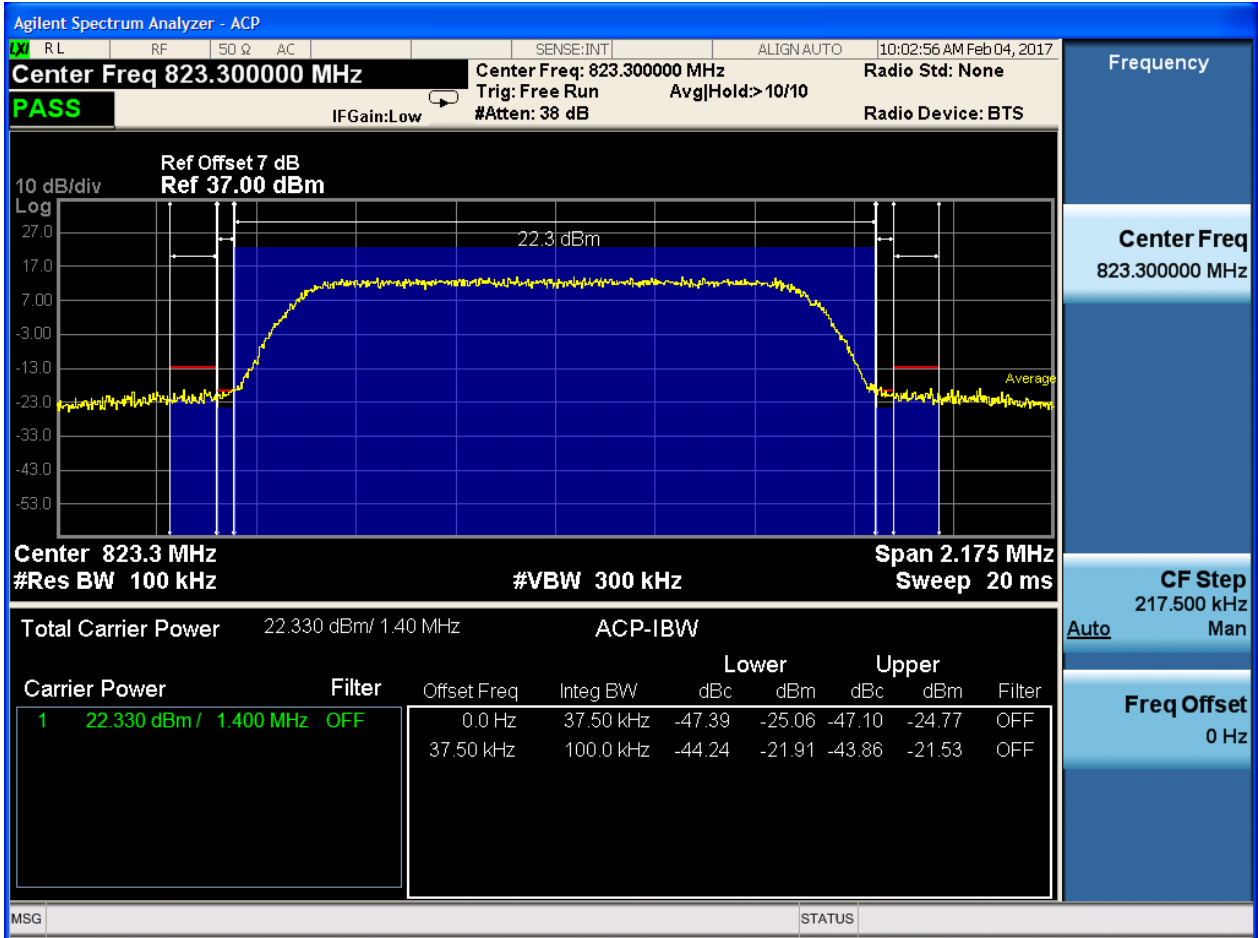 Agilent Spectrum Analyzer - ACP
LXI RL RF 50 Ω AC SENSE:INT ALIGN AUTO 10:02:56 AM Feb 04, 2017
Center Freq 823.300000 MHz
Center Freq: 823.300000 MHz
Radio Std: None
Trig: Free Run Avg|Hold:> 10/10
PASS
IFGain:Low
#Atten: 38 dB
Radio Device: BTS
Ref Offset 7 dB
10 dB/div Ref 37.00 dBm
Log
27.0
22.3 dBm
17.0
7.00
-3.00
-13.0
Average
-23.0
-33.0
-43.0
-53.0
Center 823.3 MHz Span 2.175 MHz
#Res BW 100 kHz #VBW 300 kHz Sweep 20 ms
Total Carrier Power 22.330 dBm/ 1.40 MHz ACP-IBW
Lower Upper
Carrier Power Filter Offset Freq Integ BW dBc dBm dBc dBm Filter
1 22.330 dBm / 1.400 MHz OFF 0.0 Hz 37.50 kHz -47.39 -25.06 -47.10 -24.77 OFF
37.50 kHz 100.0 kHz -44.24 -21.91 -43.86 -21.53 OFF
Frequency
Center Freq
823.300000 MHz
CF Step
217.500 kHz
Auto Man
Freq Offset
0 Hz
MSG STATUS